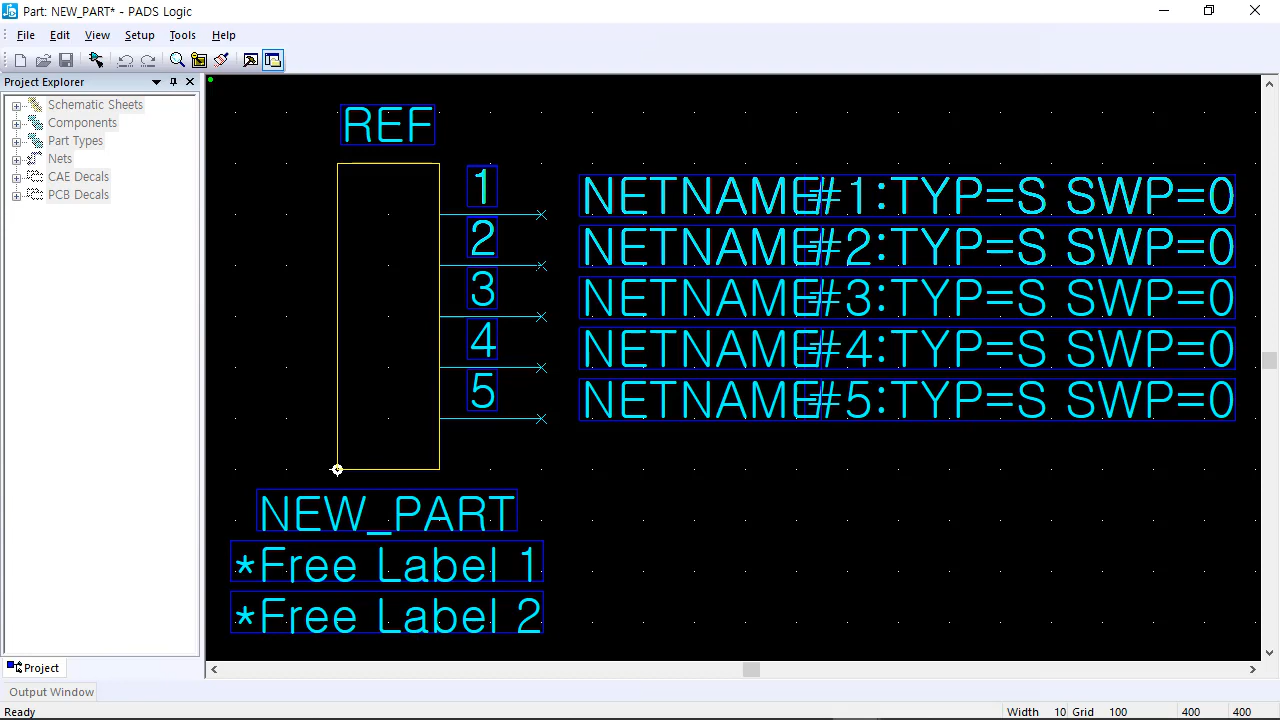 Part: NEW_PART* - PADS Logic
File Edit View Setup Tools Help
Project Explorer
Schematic Sheets
Components
Part Types
Nets
CAE Decals
PCB Decals
Project
REF
1 NETNAME#1:TYP=S SWP=0
2 NETNAME#2:TYP=S SWP=0
3 NETNAME#3:TYP=S SWP=0
4 NETNAME#4:TYP=S SWP=0
5 NETNAME#5:TYP=S SWP=0
NEW_PART
*Free Label 1
*Free Label 2
Output Window
Ready Width 10 Grid 100 400 400